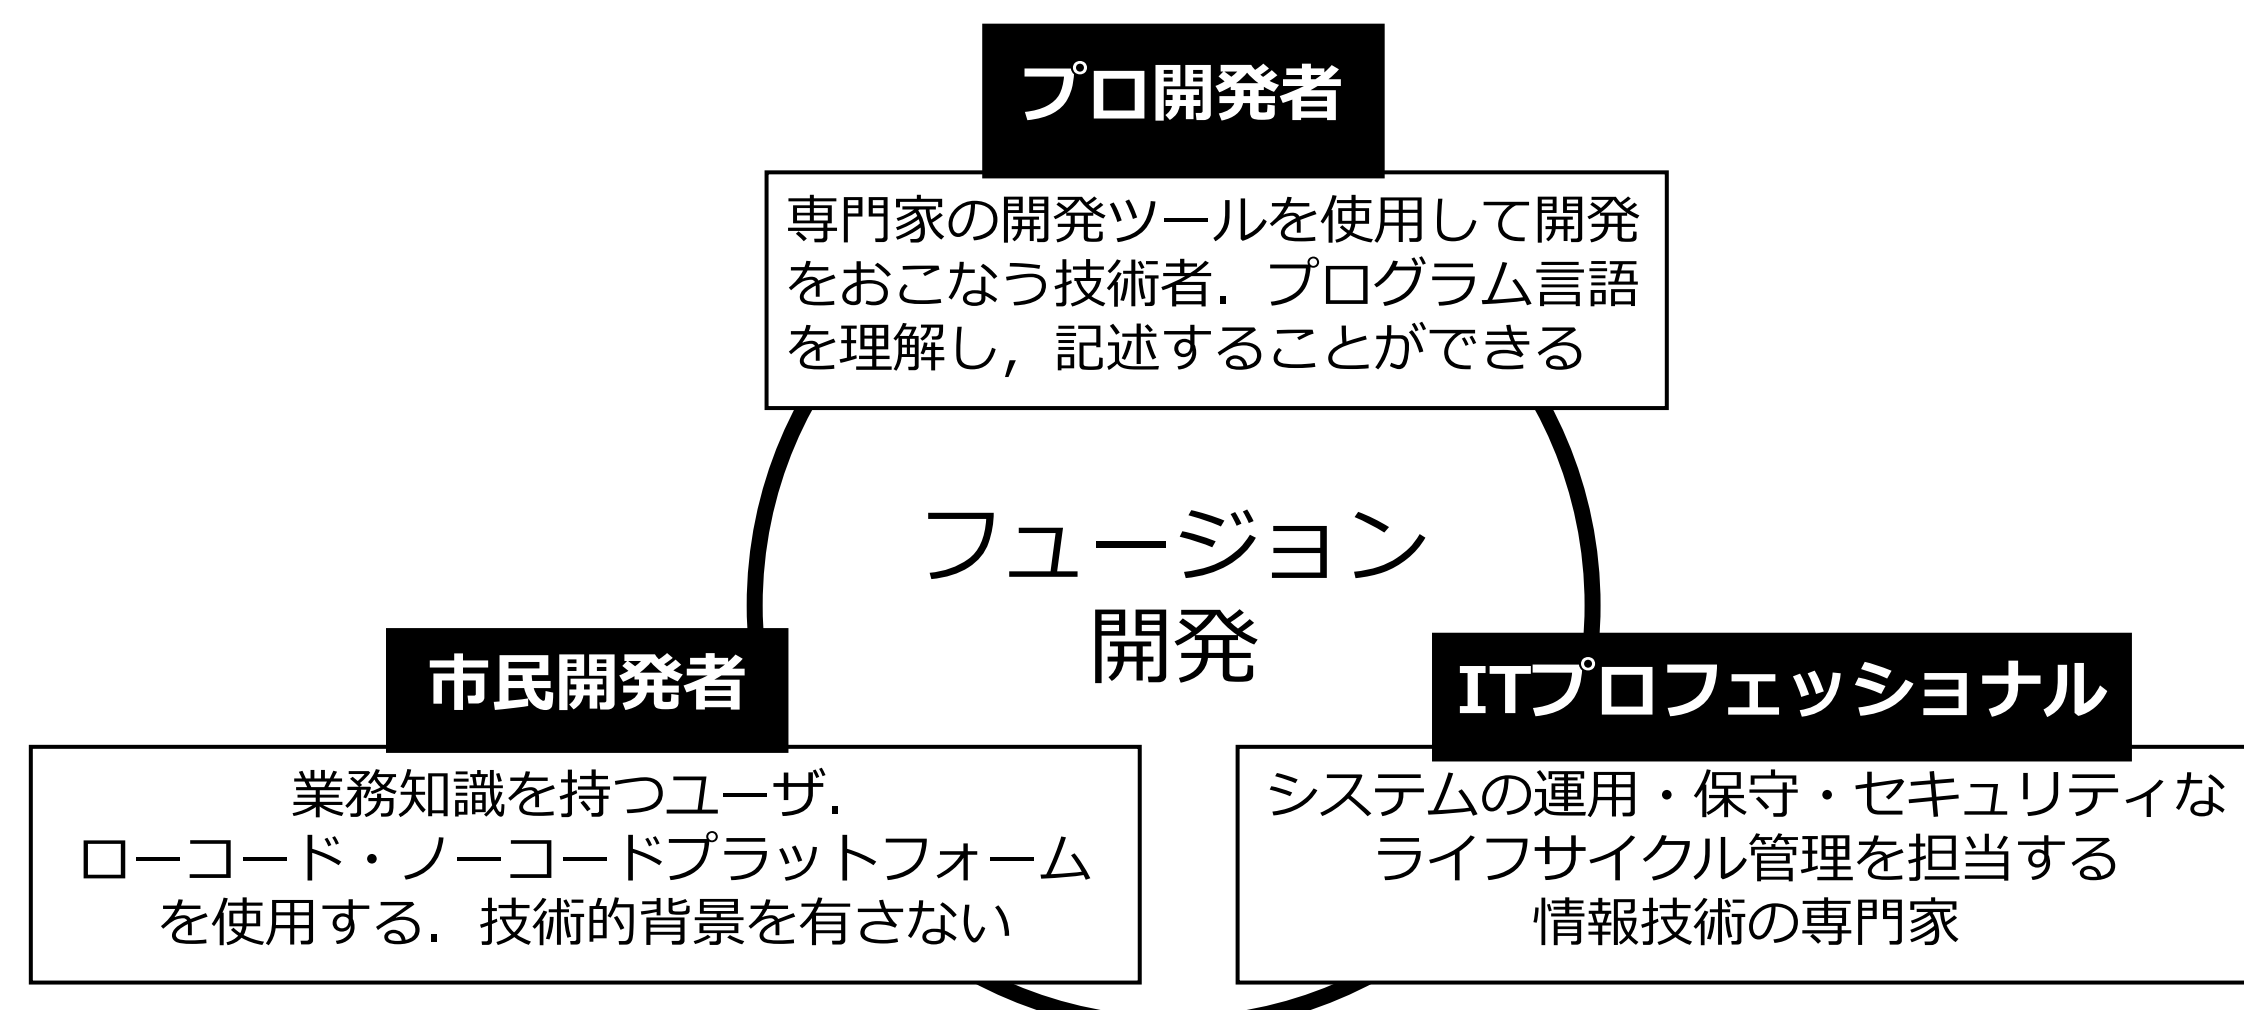 プロ開発者
専門家の開発ツールを使用して開発
をおこなう技術者．プログラム言語
を理解し，記述することができる
フュージョン
開発
市民開発者
業務知識を持つユーザ．
ローコード・ノーコードプラットフォーム
を使用する．技術的背景を有さない
ITプロフェッショナル
システムの運用・保守・セキュリティな
ライフサイクル管理を担当する
情報技術の専門家